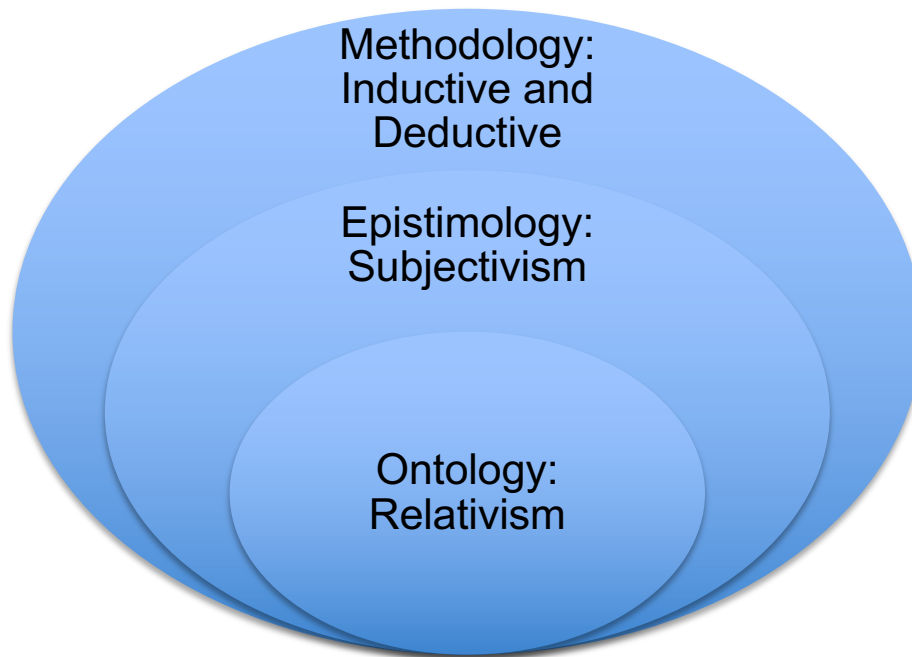 Methodology:
Inductive and
Deductive
Epistimology:
Subjectivism
Ontology:
Relativism